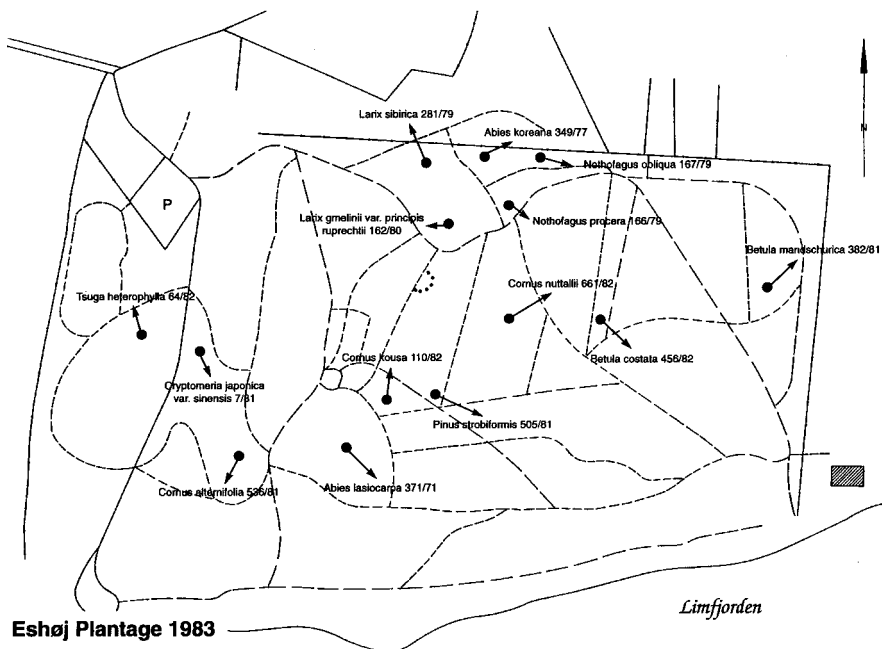 Larix sibirica 281/79
Abies koreana 349/77
N
Nothofagus obliqua 167/79
P
Larix gmelinii var. principis
ruprechtii 162/80
Nothofagus procera 166/79
Betula mandschurica 382/81
Tsuga heterophylla 64/82
Cornus nuttallii 661/82
Cornus kousa 110/82
Betula costata 456/82
Cryptomeria japonica
var. sinensis 7/81
Pinus strobiformis 505/81
Cornus alternifolia 536/81
Abies lasiocarpa 371/71
Limfjorden
Eshøj Plantage 1983